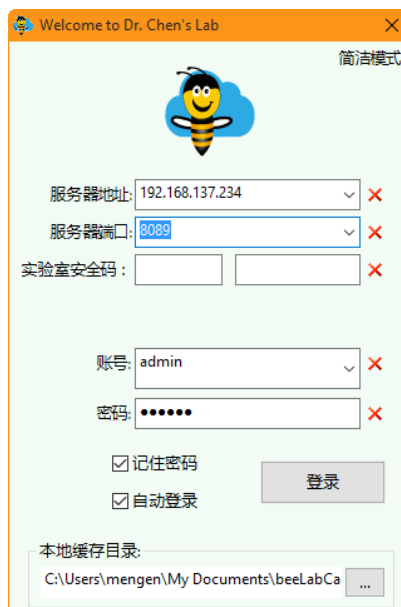 Welcome to Dr. Chen's Lab
简洁模式
服务器地址: 192.168.137.234
服务器端口: 8089
实验室安全码：
账号: admin
密码: ••••••
记住密码
登录
自动登录
本地缓存目录:
C:\Users\mengen\My Documents\beeLabCa ...